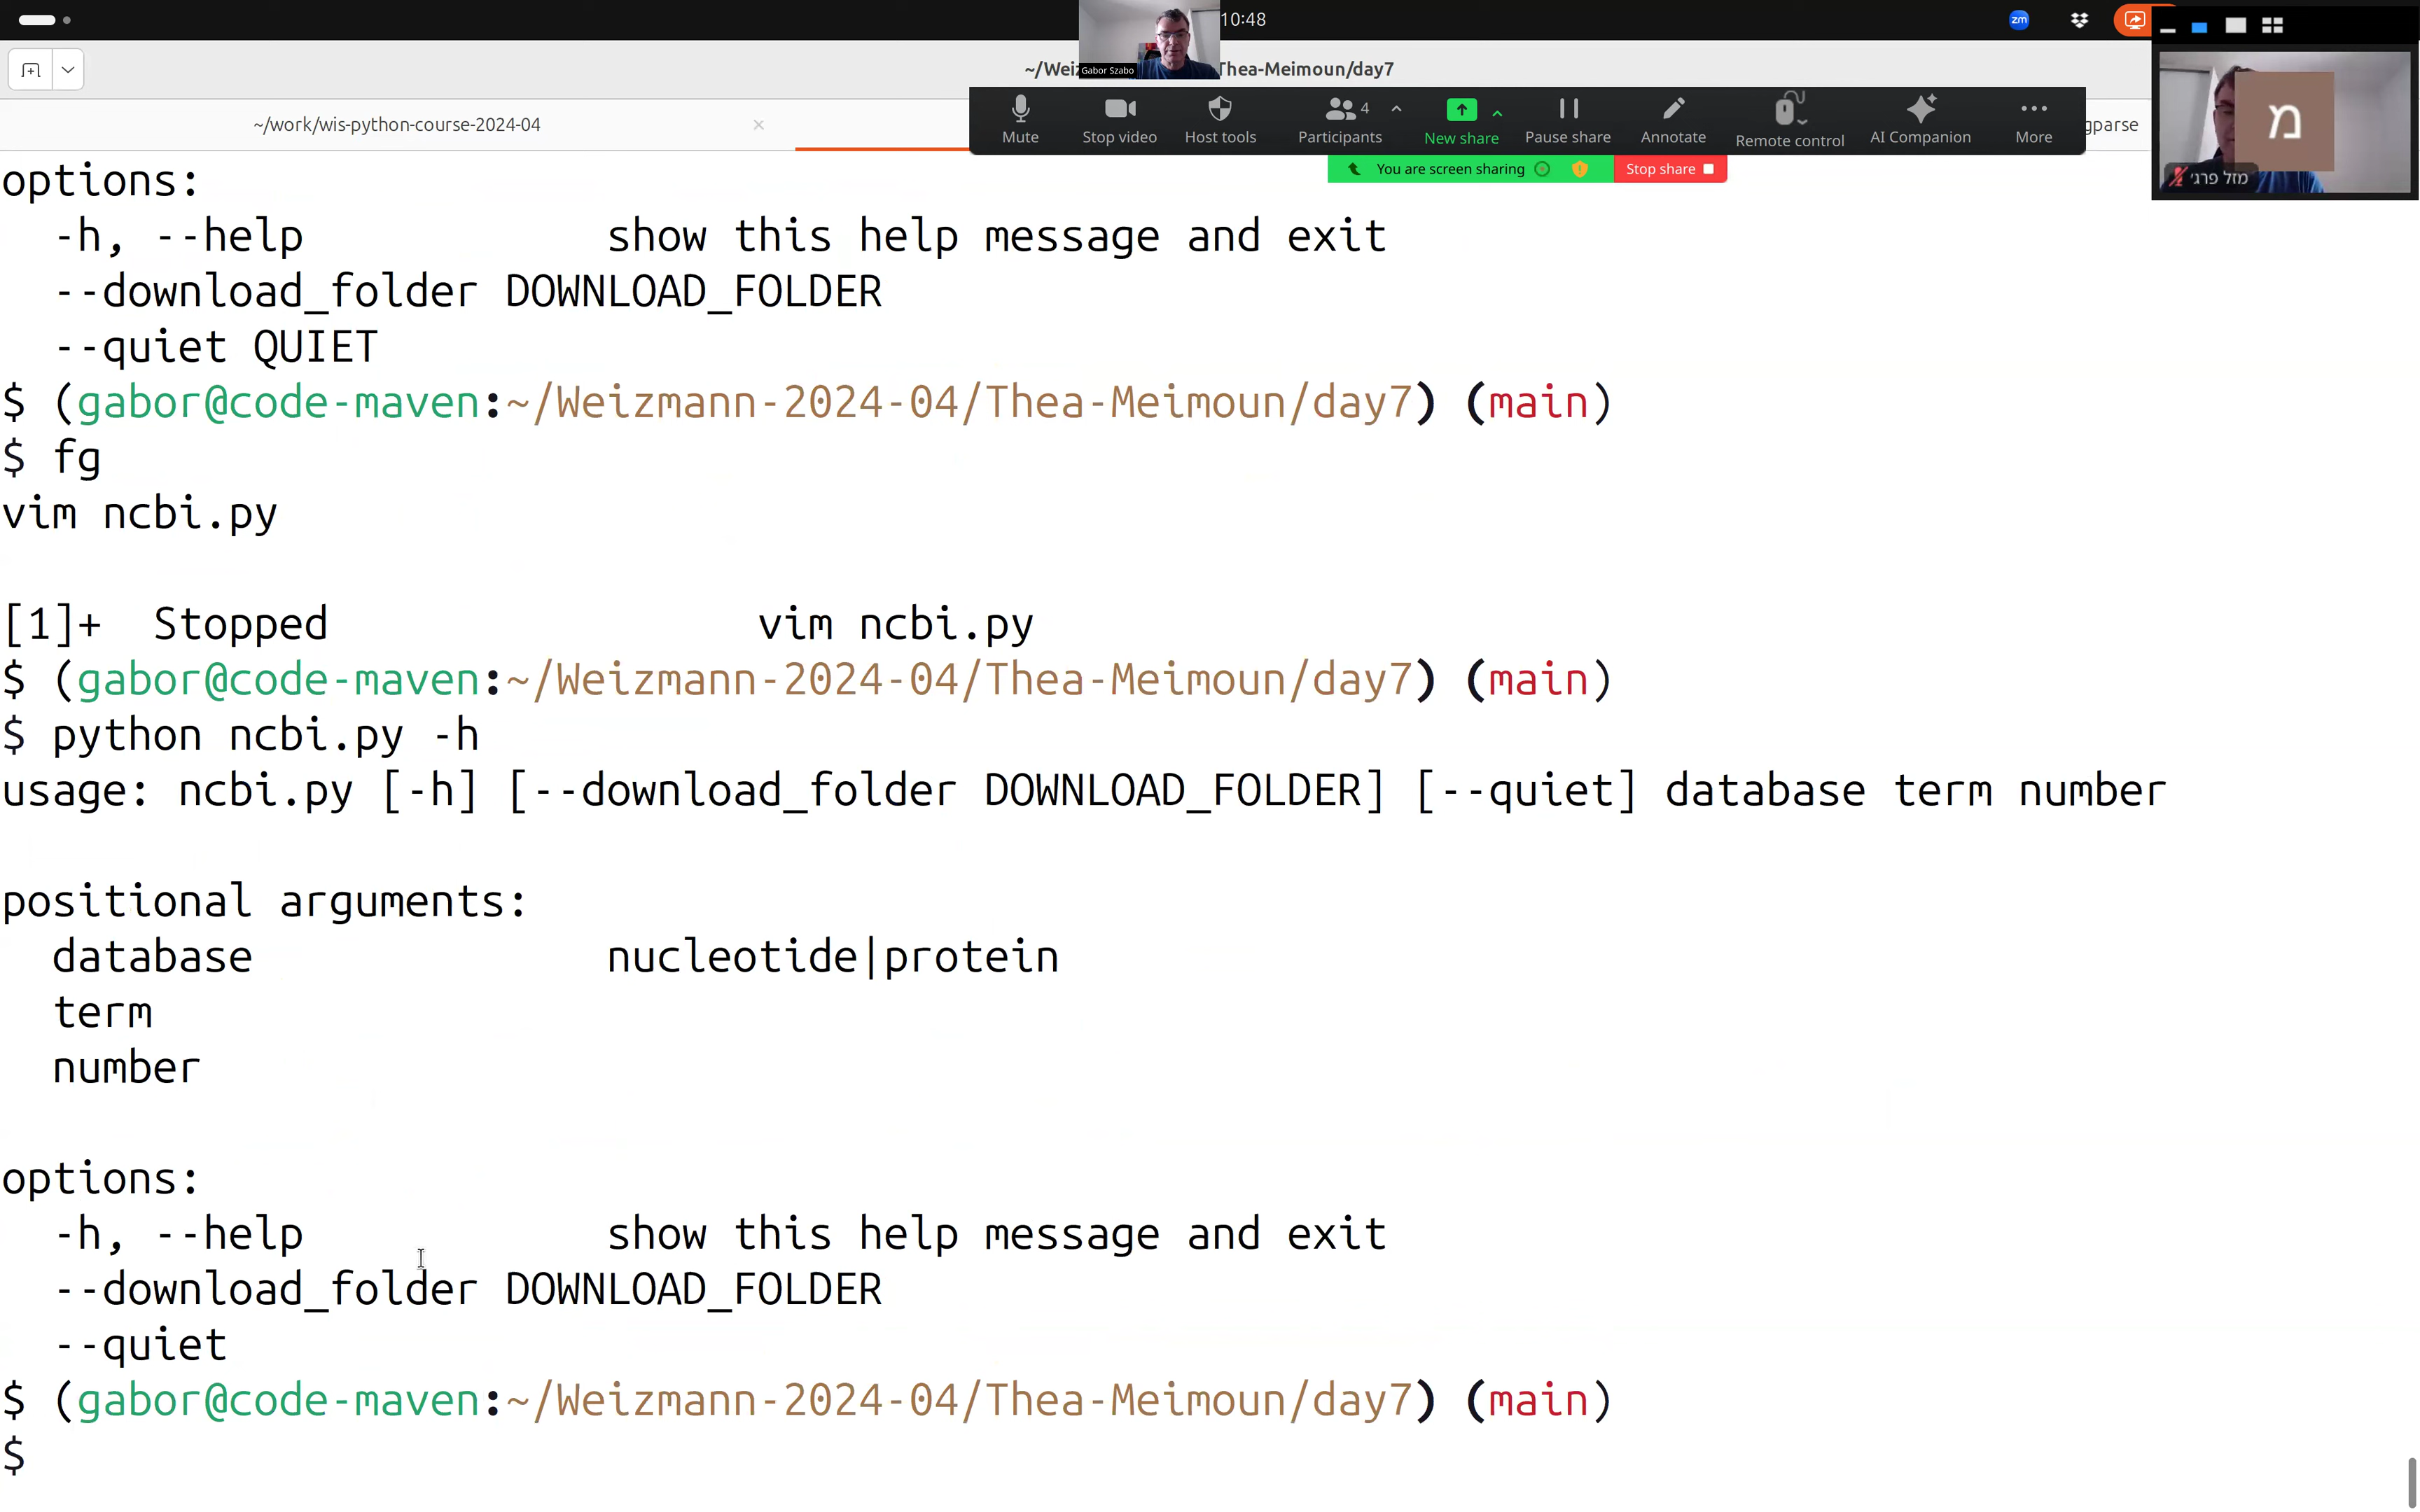 10:48
zm
~/Wei
Thea-Meimoun/day7
Gabor Szabo
~/work/wis-python-course-2024-04
gparse
Mute
Stop video
Host tools
Participants
4
New share
Pause share
Annotate
Remote control
AI Companion
More
You are screen sharing
Stop share
מ
מזל פרג'י
options:
-h, --help show this help message and exit
--download_folder DOWNLOAD_FOLDER
--quiet QUIET
$ (gabor@code-maven:~/Weizmann-2024-04/Thea-Meimoun/day7) (main)
$ fg
vim ncbi.py
[1]+ Stopped vim ncbi.py
$ (gabor@code-maven:~/Weizmann-2024-04/Thea-Meimoun/day7) (main)
$ python ncbi.py -h
usage: ncbi.py [-h] [--download_folder DOWNLOAD_FOLDER] [--quiet] database term number
positional arguments:
database nucleotide|protein
term
number
options:
-h, --help show this help message and exit
--download_folder DOWNLOAD_FOLDER
--quiet
$ (gabor@code-maven:~/Weizmann-2024-04/Thea-Meimoun/day7) (main)
$